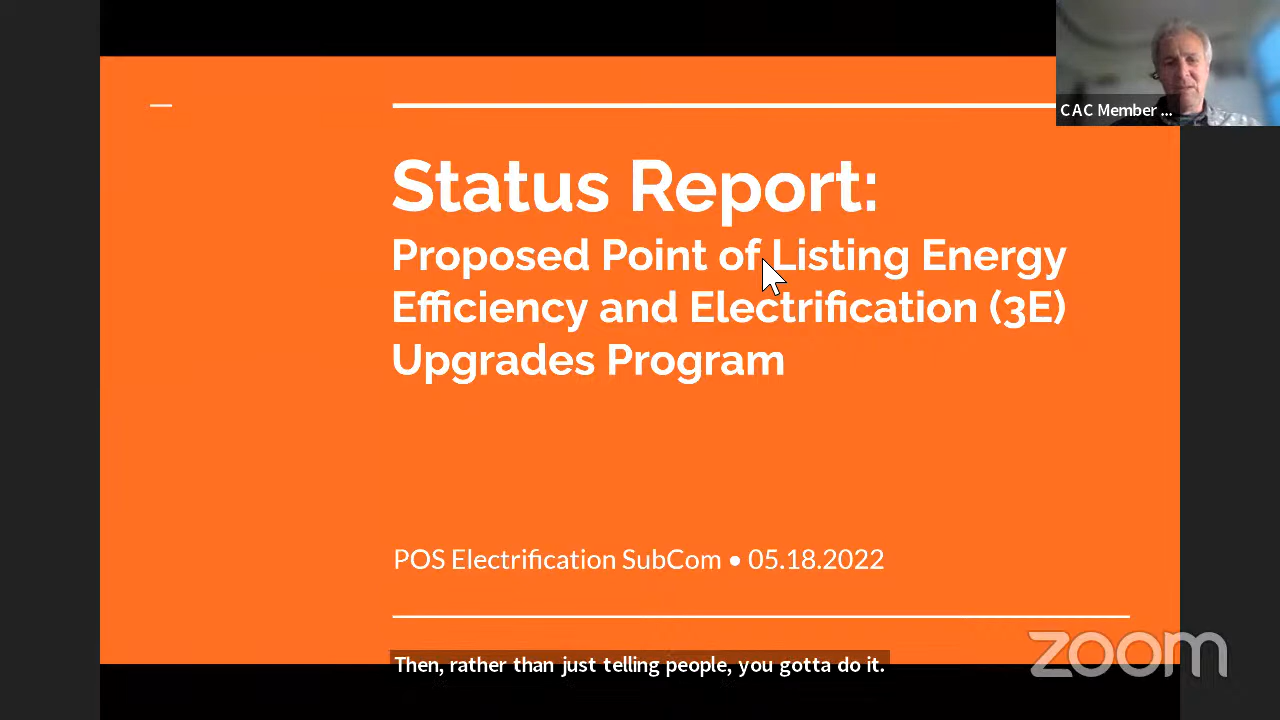 CAC Member ...
Status Report:
Proposed Point of Listing Energy
Efficiency and Electrification (3E)
Upgrades Program
POS Electrification SubCom • 05.18.2022
Then, rather than just telling people, you gotta do it.
zoom